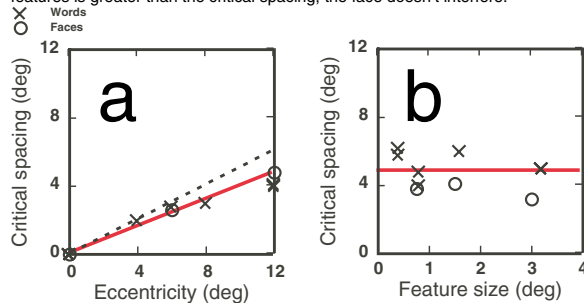 features is greater than the critical spacing, the face doesn't interfere.
Words
Faces
12
8
4
0
Critical spacing (deg)
a
0
4
8
12
Eccentricity (deg)
12
8
4
0
Critical spacing (deg)
b
0
1
2
3
4
Feature size (deg)